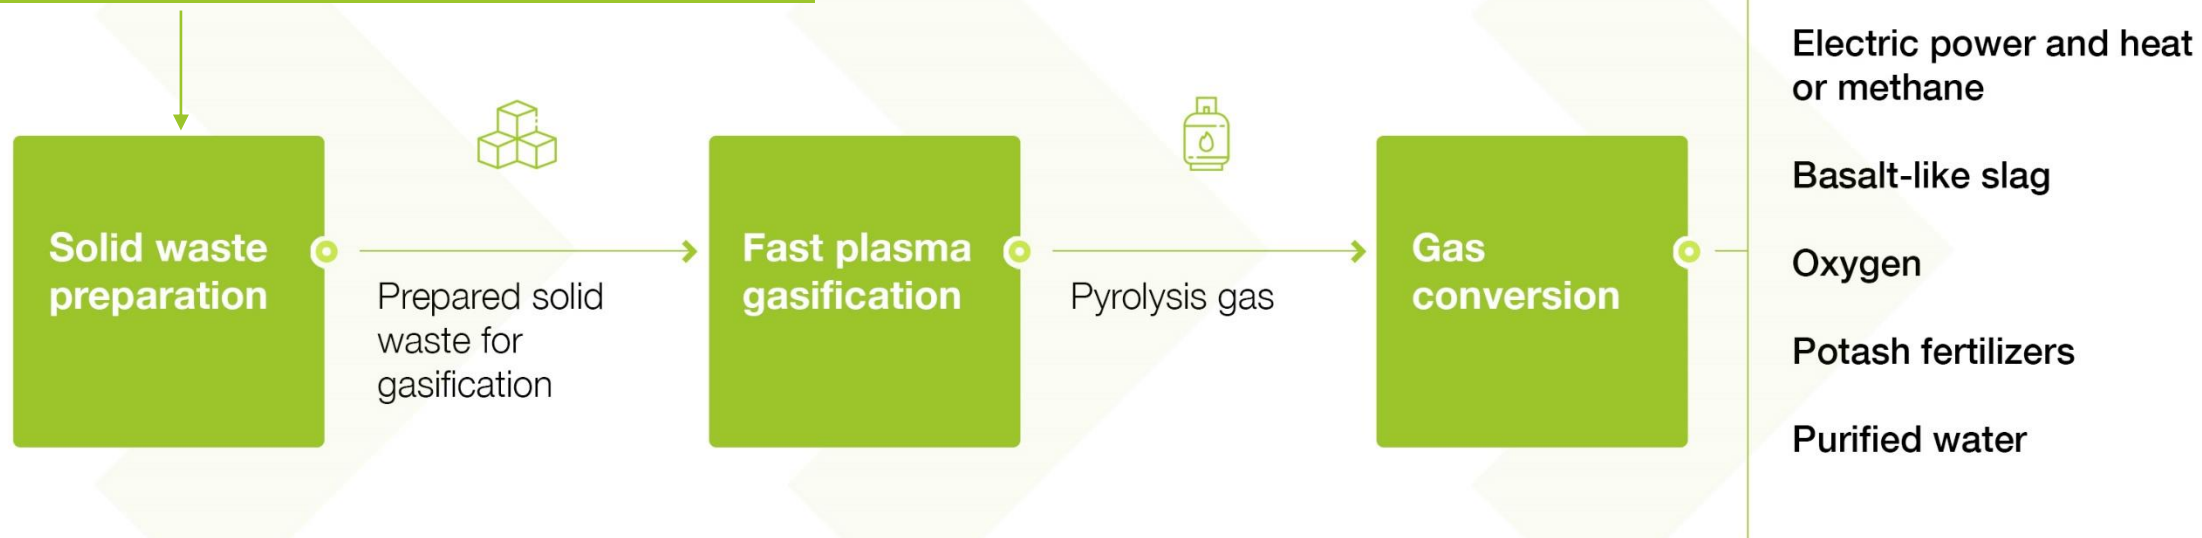 Solid waste
preparation
Prepared solid
waste for
gasification
Fast plasma
gasification
Pyrolysis gas
Gas
conversion
Electric power and heat
or methane
Basalt-like slag
Oxygen
Potash fertilizers
Purified water